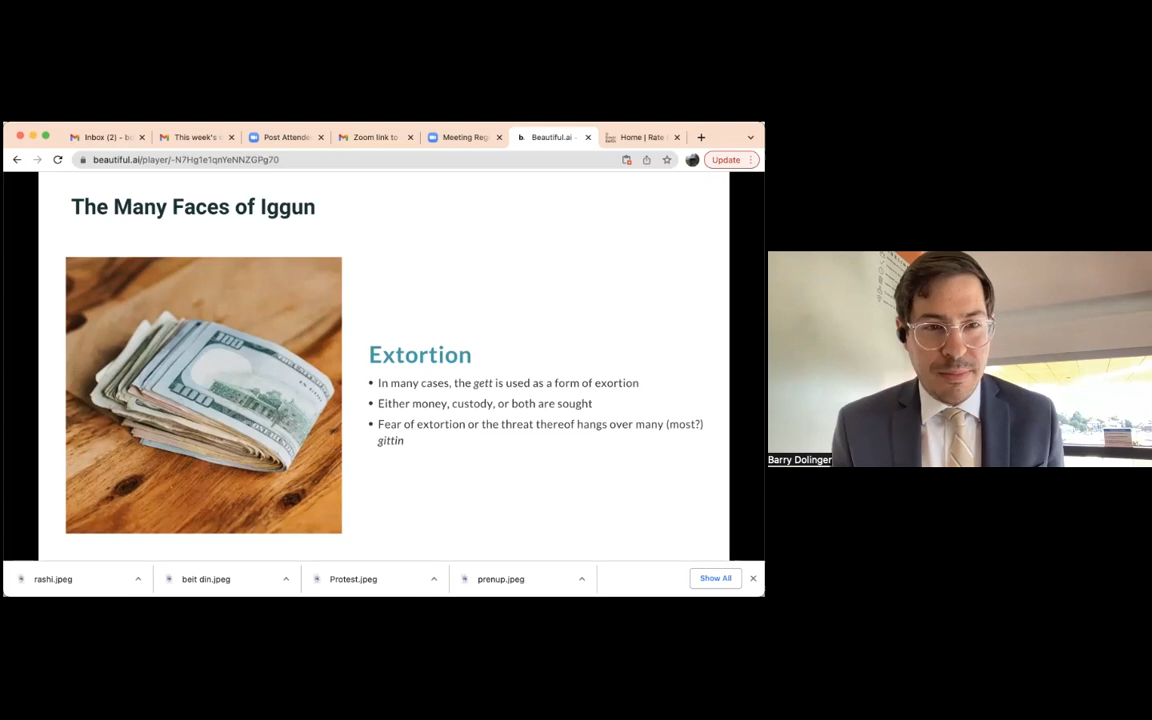 Inbox (2) - bo
This week's
Post Attende
Zoom link to
Meeting Reg
b. Beautiful.ai -
Home | Rate
beautiful.ai/player/-N7Hg1e1qnYeNNZGPg70
Update
The Many Faces of Iggun
Extortion
• In many cases, the gett is used as a form of exortion
• Either money, custody, or both are sought
• Fear of extortion or the threat thereof hangs over many (most?)
gittin
100
100
Barry Dolinger
rashi.jpeg
beit din.jpeg
Protest.jpeg
prenup.jpeg
Show All